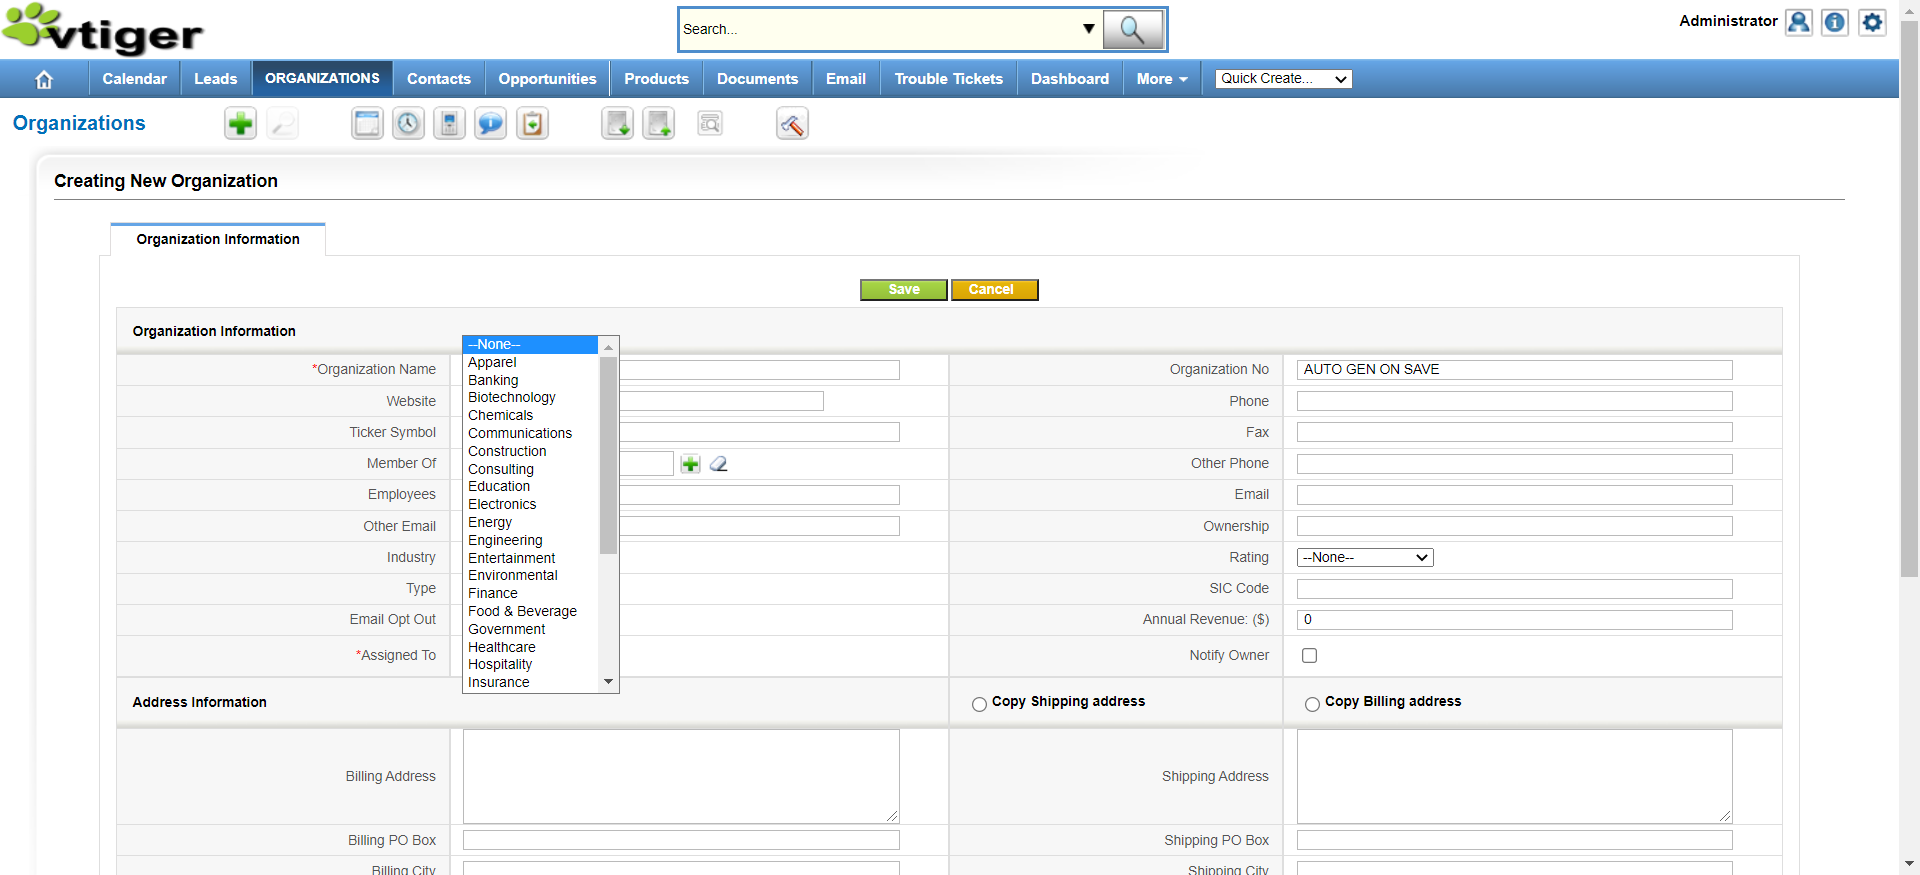 vtiger
Search...
Administrator
Calendar
Leads
ORGANIZATIONS
Contacts
Opportunities
Products
Documents
Email
Trouble Tickets
Dashboard
More
Quick Create...
Organizations
Creating New Organization
Organization Information
Save
Cancel
Organization Information
*Organization Name
Organization No
AUTO GEN ON SAVE
Website
Phone
Ticker Symbol
Fax
Member Of
Other Phone
Employees
Email
Other Email
Ownership
Industry
Rating
--None--
Type
SIC Code
Email Opt Out
Annual Revenue: ($)
0
*Assigned To
Notify Owner
--None--
Apparel
Banking
Biotechnology
Chemicals
Communications
Construction
Consulting
Education
Electronics
Energy
Engineering
Entertainment
Environmental
Finance
Food & Beverage
Government
Healthcare
Hospitality
Insurance
Address Information
Copy Shipping address
Copy Billing address
Billing Address
Shipping Address
Billing PO Box
Shipping PO Box
Billing City
Shipping City